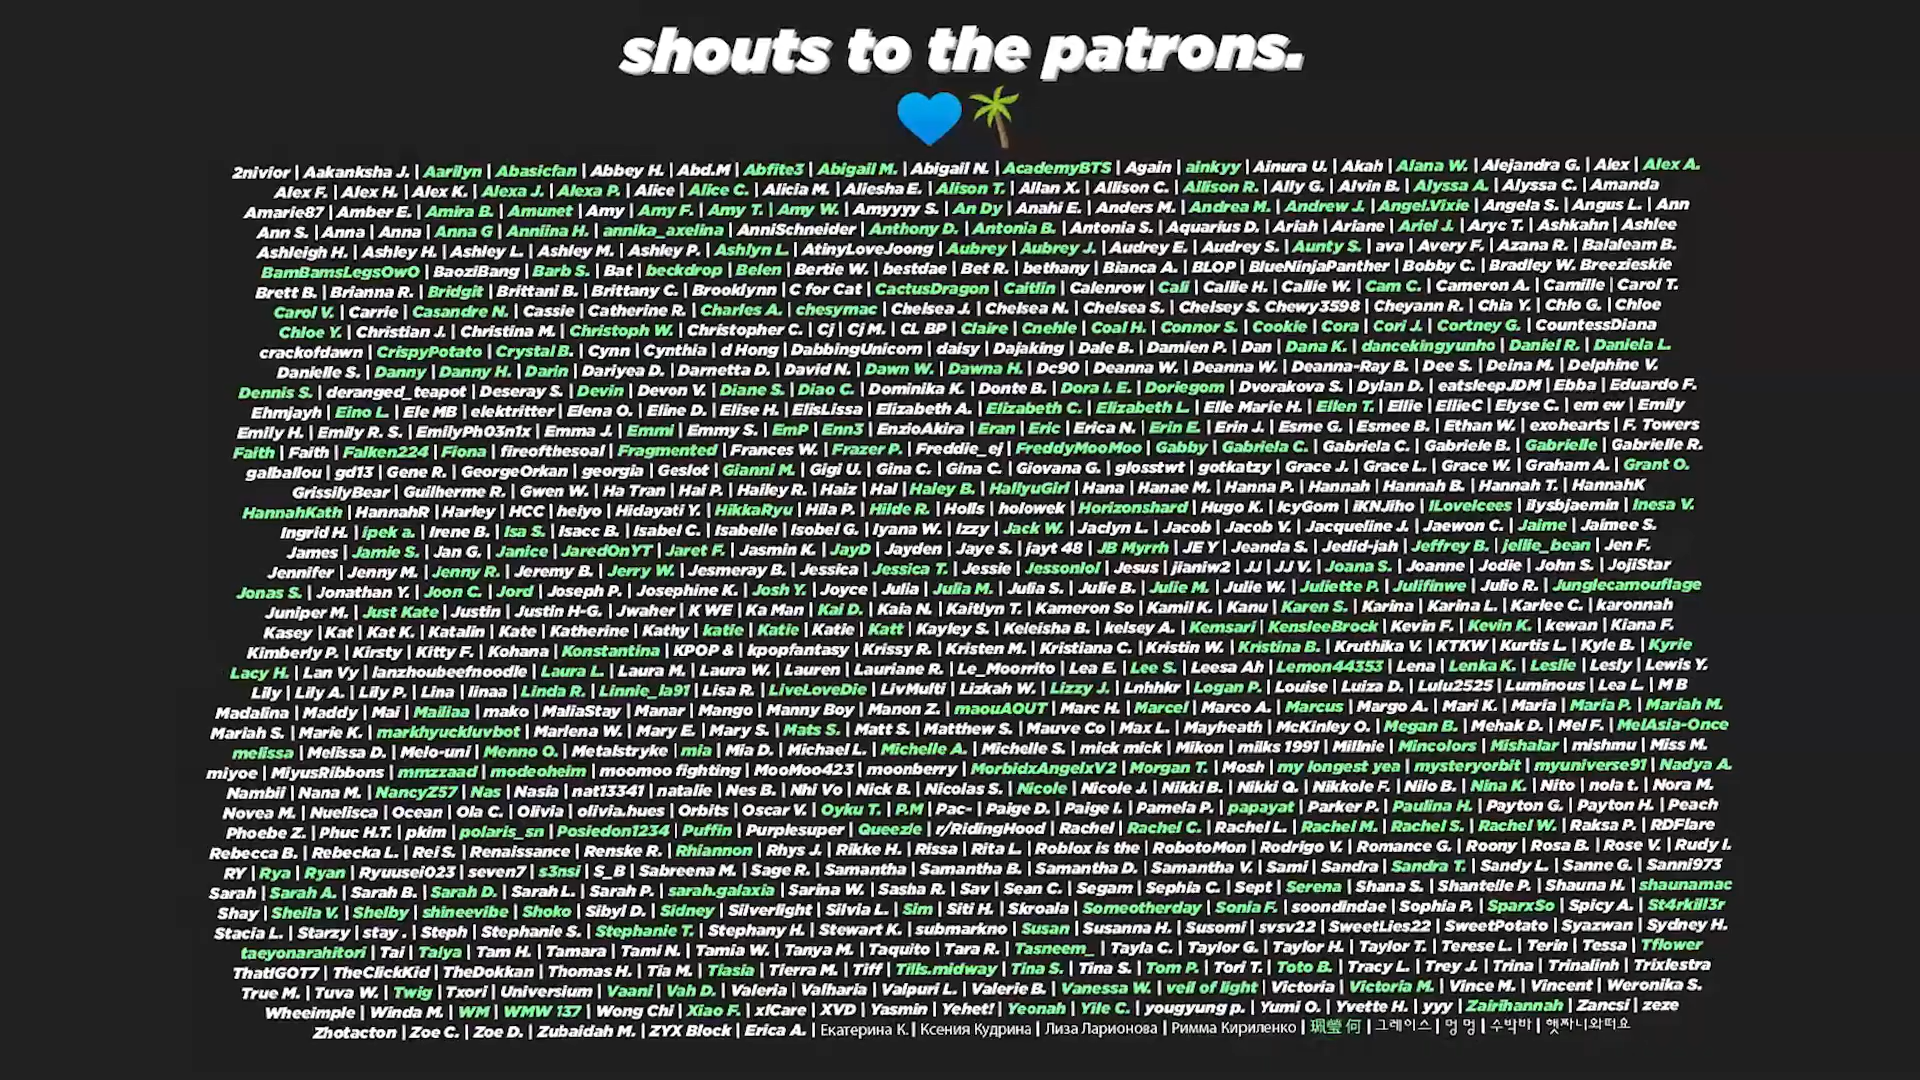 shouts to the patrons.
2nivior | Aakanksha J. | Aarilyn | Abasicfan | Abbey H. | Abd.M | Abfite3 | Abigail M. | Abigail N. | AcademyBTS | Again | ainkyy | Ainura U. | Akah | Alana W. | Alejandra G. | Alex | Alex A.
Alex F. | Alex H. | Alex K. | Alexa J. | Alexa P. | Alice | Alice C. | Alicia M. | Aliesha E. | Alison T. | Allan X. | Allison C. | Allison R. | Ally G. | Alvin B. | Alyssa A. | Alyssa C. | Amanda
Amarie87 | Amber E. | Amira B. | Amunet | Amy | Amy F. | Amy T. | Amy W. | Amyyyy S. | An Dy | Anahi E. | Anders M. | Andrea M. | Andrew J. | Angel.Vixie | Angela S. | Angus L. | Ann
Ann S. | Anna | Anna | Anna G | Anniina H. | annika_axelina | AnniSchneider | Anthony D. | Antonia B. | Antonia S. | Aquarius D. | Ariah | Ariane | Ariel J. | Aryc T. | Ashkahn | Ashlee
Ashleigh H. | Ashley H. | Ashley L. | Ashley M. | Ashley P. | Ashlyn L. | AtinyLoveJoong | Aubrey | Aubrey J. | Audrey E. | Audrey S. | Aunty S. | ava | Avery F. | Azana R. | Balaleam B.
BamBamsLegsOwO | BaoziBang | Barb S. | Bat | beckdrop | Belen | Bertie W. | bestdae | Bet R. | bethany | Bianca A. | BLOP | BlueNinjaPanther | Bobby C. | Bradley W. Breezieskie
Brett B. | Brianna R. | Bridgit | Brittani B. | Brittany C. | Brooklynn | C for Cat | CactusDragon | Caitlin | Calenrow | Cali | Callie H. | Callie W. | Cam C. | Cameron A. | Camille | Carol T.
Carol V. | Carrie | Casandre N. | Cassie | Catherine R. | Charles A. | chesymac | Chelsea J. | Chelsea N. | Chelsea S. | Chelsey S. Chewy3598 | Cheyann R. | Chia Y. | Chlo G. | Chloe
Chloe Y. | Christian J. | Christina M. | Christoph W. | Christopher C. | Cj | Cj M. | CL BP | Claire | Cnehle | Coal H. | Connor S. | Cookie | Cora | Cori J. | Cortney G. | CountessDiana
crackofdawn | CrispyPotato | Crystal B. | Cynn | Cynthia | d Hong | DabbingUnicorn | daisy | Dajaking | Dale B. | Damien P. | Dan | Dana K. | dancekingyunho | Daniel R. | Daniela L.
Danielle S. | Danny | Danny H. | Darin | Dariyea D. | Darnetta D. | David N. | Dawn W. | Dawna H. | Dc90 | Deanna W. | Deanna W. | Deanna-Ray B. | Dee S. | Deina M. | Delphine V.
Dennis S. | deranged_teapot | Deseray S. | Devin | Devon V. | Diane S. | Diao C. | Dominika K. | Donte B. | Dora I. E. | Doriegom | Dvorakova S. | Dylan D. | eatsleepJDM | Ebba | Eduardo F.
Ehmjayh | Eino L. | Ele MB | elektritter | Elena O. | Eline D. | Elise H. | ElisLissa | Elizabeth A. | Elizabeth C. | Elizabeth L. | Elle Marie H. | Ellen T. | Ellie | EllieC | Elyse C. | em ew | Emily
Emily H. | Emily R. S. | EmilyPh03n1x | Emma J. | Emmi | Emmy S. | EmP | Enn3 | EnzioAkira | Eran | Eric | Erica N. | Erin E. | Erin J. | Esme G. | Esmee B. | Ethan W. | exohearts | F. Towers
Faith | Faith | Falken224 | Fiona | fireofthesoal | Fragmented | Frances W. | Frazer P. | Freddie_ej | FreddyMooMoo | Gabby | Gabriela C. | Gabriela C. | Gabriele B. | Gabrielle | Gabrielle R.
galballou | gd13 | Gene R. | GeorgeOrkan | georgia | Geslot | Gianni M. | Gigi U. | Gina C. | Gina C. | Giovana G. | glosstwt | gotkatzy | Grace J. | Grace L. | Grace W. | Graham A. | Grant O.
GrissilyBear | Guilherme R. | Gwen W. | Ha Tran | Hai P. | Hailey R. | Haiz | Hal | Haley B. | HallyuGirl | Hana | Hanae M. | Hanna P. | Hannah | Hannah B. | Hannah T. | HannahK
HannahKath | HannahR | Harley | HCC | heiyo | Hidayati Y. | HikkaRyu | Hila P. | Hilde R. | Holls | holowek | Horizonshard | Hugo K. | IcyGom | iKNJiho | ILoveicees | ilysbjaemin | Inesa V.
Ingrid H. | ipek a. | Irene B. | Isa S. | Isacc B. | Isabel C. | Isabelle | Isobel G. | Iyana W. | Izzy | Jack W. | Jaclyn L. | Jacob | Jacob V. | Jacqueline J. | Jaewon C. | Jaime | Jaimee S.
James | Jamie S. | Jan G. | Janice | JaredOnYT | Jaret F. | Jasmin K. | JayD | Jayden | Jaye S. | jayt 48 | JB Myrrh | JE Y | Jeanda S. | Jedid-jah | Jeffrey B. | jellie_bean | Jen F.
Jennifer | Jenny M. | Jenny R. | Jeremy B. | Jerry W. | Jesmeray B. | Jessica | Jessica T. | Jessie | Jessonlol | Jesus | jianiw2 | JJ | JJ V. | Joana S. | Joanne | Jodie | John S. | JojiStar
Jonas S. | Jonathan Y. | Joon C. | Jord | Joseph P. | Josephine K. | Josh Y. | Joyce | Julia | Julia M. | Julia S. | Julie B. | Julie M. | Julie W. | Juliette P. | Julifinwe | Julio R. | Junglecamouflage
Juniper M. | Just Kate | Justin | Justin H-G. | Jwaher | K WE | Ka Man | Kai D. | Kaia N. | Kaitlyn T. | Kameron So | Kamil K. | Kanu | Karen S. | Karina | Karina L. | Karlee C. | karonnah
Kasey | Kat | Kat K. | Katalin | Kate | Katherine | Kathy | katie | Katie | Katie | Katt | Kayley S. | Keleisha B. | kelsey A. | Kemsari | KensleeBrock | Kevin F. | Kevin K. | kewan | Kiana F.
Kimberly P. | Kirsty | Kitty F. | Kohana | Konstantina | KPOP & | kpopfantasy | Krissy R. | Kristen M. | Kristiana C. | Kristin W. | Kristina B. | Kruthika V. | KTKW | Kurtis L. | Kyle B. | Kyrie
Lacy H. | Lan Vy | lanzhoubeefnoodle | Laura L. | Laura M. | Laura W. | Lauren | Lauriane R. | Le_Moorrito | Lea E. | Lee S. | Leesa Ah | Lemon44353 | Lena | Lenka K. | Leslie | Lesly | Lewis Y.
Lily | Lily A. | Lily P. | Lina | linaa | Linda R. | Linnie_la91 | Lisa R. | LiveLoveDie | LivMulti | Lizkah W. | Lizzy J. | Lnhhkr | Logan P. | Louise | Luiza D. | Lulu2525 | Luminous | Lea L. | M B
Madalina | Maddy | Mai | Mailiaa | mako | MaliaStay | Manar | Mango | Manny Boy | Manon Z. | maouAOUT | Marc H. | Marcel | Marco A. | Marcus | Margo A. | Mari K. | Maria | Maria P. | Mariah M.
Mariah S. | Marie K. | markhyuckluvbot | Marlena W. | Mary E. | Mary S. | Mats S. | Matt S. | Matthew S. | Mauve Co | Max L. | Mayheath | McKinley O. | Megan B. | Mehak D. | Mel F. | MelAsia-Once
melissa | Melissa D. | Melo-uni | Menno O. | Metalstryke | mia | Mia D. | Michael L. | Michelle A. | Michelle S. | mick mick | Mikon | milks 1991 | Millnie | Mincolors | Mishalar | mishmu | Miss M.
miyoe | MiyusRibbons | mmzzaad | modeoheim | moomoo fighting | MooMoo423 | moonberry | MorbidxAngelxV2 | Morgan T. | Mosh | my longest yea | mysteryorbit | myuniverse91 | Nadya A.
Nambii | Nana M. | NancyZ57 | Nas | Nasia | nat13341 | natalie | Nes B. | Nhi Vo | Nick B. | Nicolas S. | Nicole | Nicole J. | Nikki B. | Nikki Q. | Nikkole F. | Nilo B. | Nina K. | Nito | nola t. | Nora M.
Novea M. | Nuelisca | Ocean | Ola C. | Olivia | olivia.hues | Orbits | Oscar V. | Oyku T. | P.M | Pac- | Paige D. | Paige I. | Pamela P. | papayat | Parker P. | Paulina H. | Payton G. | Payton H. | Peach
Phoebe Z. | Phuc H.T. | pkim | polaris_sn | Posiedon1234 | Puffin | Purplesuper | Queezie | r/RidingHood | Rachel | Rachel C. | Rachel L. | Rachel M. | Rachel S. | Rachel W. | Raksa P. | RDFlare
Rebecca B. | Rebecka L. | Rei S. | Renaissance | Renske R. | Rhiannon | Rhys J. | Rikke H. | Rissa | Rita L. | Roblox is the | RobotoMon | Rodrigo V. | Romance G. | Roony | Rosa B. | Rose V. | Rudy I.
RY | Rya | Ryan | Ryuusei023 | seven7 | s3nsi | S_B | Sabreena M. | Sage R. | Samantha | Samantha B. | Samantha D. | Samantha V. | Sami | Sandra | Sandra T. | Sandy L. | Sanne G. | Sanni973
Sarah | Sarah A. | Sarah B. | Sarah D. | Sarah L. | Sarah P. | sarah.galaxia | Sarina W. | Sasha R. | Sav | Sean C. | Segam | Sephia C. | Sept | Serena | Shana S. | Shantelle P. | Shauna H. | shaunamac
Shay | Sheila V. | Shelby | shineevibe | Shoko | Sibyl D. | Sidney | Silverlight | Silvia L. | Sim | Siti H. | Skroala | Someotherday | Sonia F. | soondindae | Sophia P. | SparxSo | Spicy A. | St4rkill3r
Stacia L. | Starzy | stay . | Steph | Stephanie S. | Stephanie T. | Stephany H. | Stewart K. | submarkno | Susan | Susanna H. | Susomi | svsv22 | SweetLies22 | SweetPotato | Syazwan | Sydney H.
taeyonarahitori | Tai | Talya | Tam H. | Tamara | Tami N. | Tamia W. | Tanya M. | Taquito | Tara R. | Tasneem_ | Tayla C. | Taylor G. | Taylor H. | Taylor T. | Terese L. | Terin | Tessa | Tflower
ThatIGOT7 | TheClickKid | TheDokkan | Thomas H. | Tia M. | Tiasia | Tierra M. | Tiff | Tills.midway | Tina S. | Tina S. | Tom P. | Tori T. | Toto B. | Tracy L. | Trey J. | Trina | Trinalinh | Trixlestra
True M. | Tuva W. | Twig | Txori | Universium | Vaani | Vah D. | Valeria | Valharia | Valpuri L. | Valerie B. | Vanessa W. | veil of light | Victoria | Victoria M. | Vince M. | Vincent | Weronika S.
Wheeimple | Winda M. | WM | WMW 137 | Wong Chi | Xiao F. | xlCare | XVD | Yasmin | Yehet! | Yeonah | Yile C. | yougyung p. | Yumi O. | Yvette H. | yyy | Zairihannah | Zancsi | zeze
Zhotacton | Zoe C. | Zoe D. | Zubaidah M. | ZYX Block | Erica A. | Екатерина К. | Ксения Кудрина | Лиза Ларионова | Римма Кириленко | 珮瑩 何 | 그레이스 | 멍 멍 | 수박바 | 햇짜니와떠요